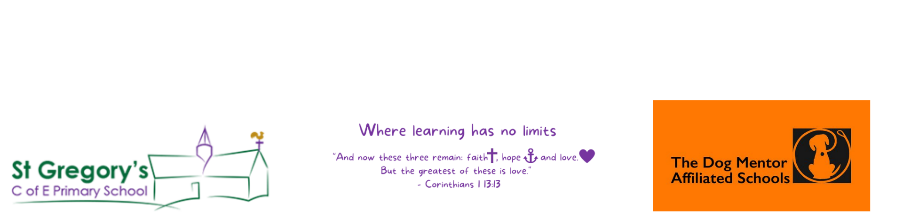 St Gregory's
C of E Primary School
Where learning has no limits
"And now these three remain: faith, hope and love.
But the greatest of these is love."
- Corinthians 1 13:13
The Dog Mentor
Affiliated Schools